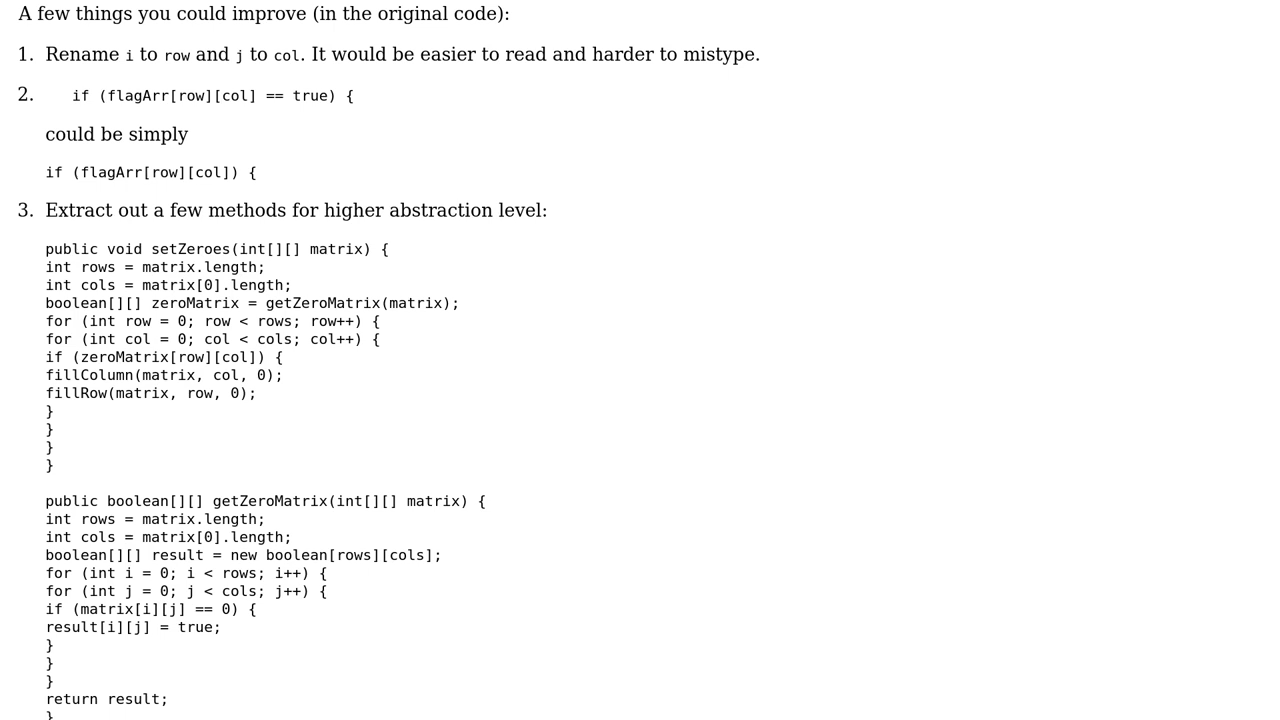 A few things you could improve (in the original code):
1. Rename i to row and j to col. It would be easier to read and harder to mistype.
2. if (flagArr[row][col] == true) {
could be simply
if (flagArr[row][col]) {
3. Extract out a few methods for higher abstraction level:
public void setZeroes(int[][] matrix) {
int rows = matrix.length;
int cols = matrix[0].length;
boolean[][] zeroMatrix = getZeroMatrix(matrix);
for (int row = 0; row < rows; row++) {
for (int col = 0; col < cols; col++) {
if (zeroMatrix[row][col]) {
fillColumn(matrix, col, 0);
fillRow(matrix, row, 0);
}
}
}
}
public boolean[][] getZeroMatrix(int[][] matrix) {
int rows = matrix.length;
int cols = matrix[0].length;
boolean[][] result = new boolean[rows][cols];
for (int i = 0; i < rows; i++) {
for (int j = 0; j < cols; j++) {
if (matrix[i][j] == 0) {
result[i][j] = true;
}
}
}
return result;
}